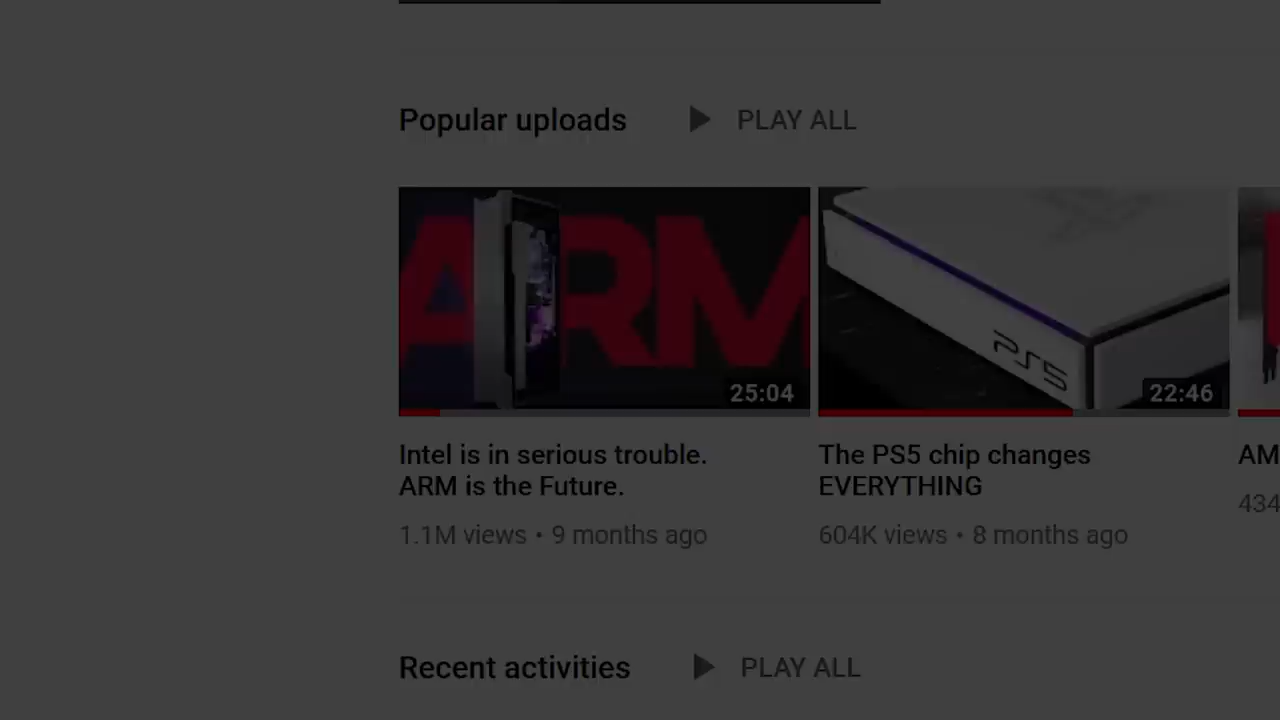 Popular uploads PLAY ALL
ARM
PS5
25:04
22:46
Intel is in serious trouble.
ARM is the Future.
1.1M views • 9 months ago
The PS5 chip changes
EVERYTHING
604K views • 8 months ago
AM
434
Recent activities PLAY ALL